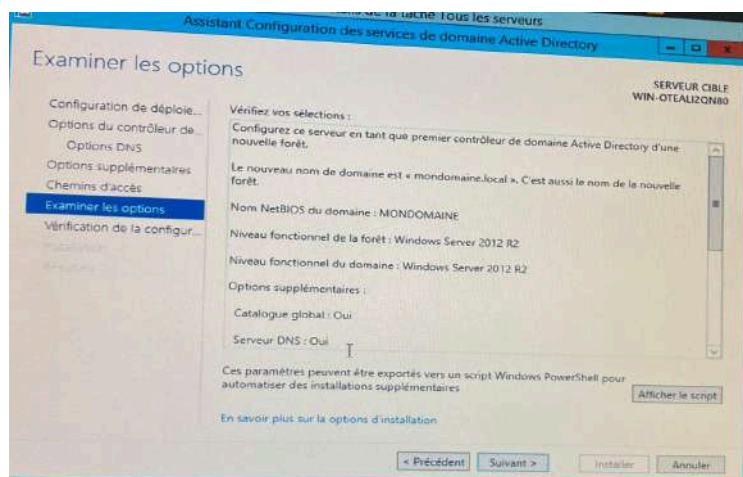 de la tâche Tous les serveurs
Assistant Configuration des services de domaine Active Directory
Examiner les options
SERVEUR CIBLE
WIN-OTEALI2QN80
Configuration de déploie...
Options du contrôleur de...
Options DNS
Options supplémentaires
Chemins d'accès
Examiner les options
Vérification de la configur...
Vérifiez vos sélections :
Configurez ce serveur en tant que premier contrôleur de domaine Active Directory d'une
nouvelle forêt.
Le nouveau nom de domaine est « mondomaine.local ». C'est aussi le nom de la nouvelle
forêt.
Nom NetBIOS du domaine : MONDOMAINE
Niveau fonctionnel de la forêt : Windows Server 2012 R2
Niveau fonctionnel du domaine : Windows Server 2012 R2
Options supplémentaires :
Catalogue global : Oui
Serveur DNS : Oui
Ces paramètres peuvent être exportés vers un script Windows PowerShell pour
automatiser des installations supplémentaires
Afficher le script
En savoir plus sur la options d'installation
< Précédent
Suivant >
Installer
Annuler